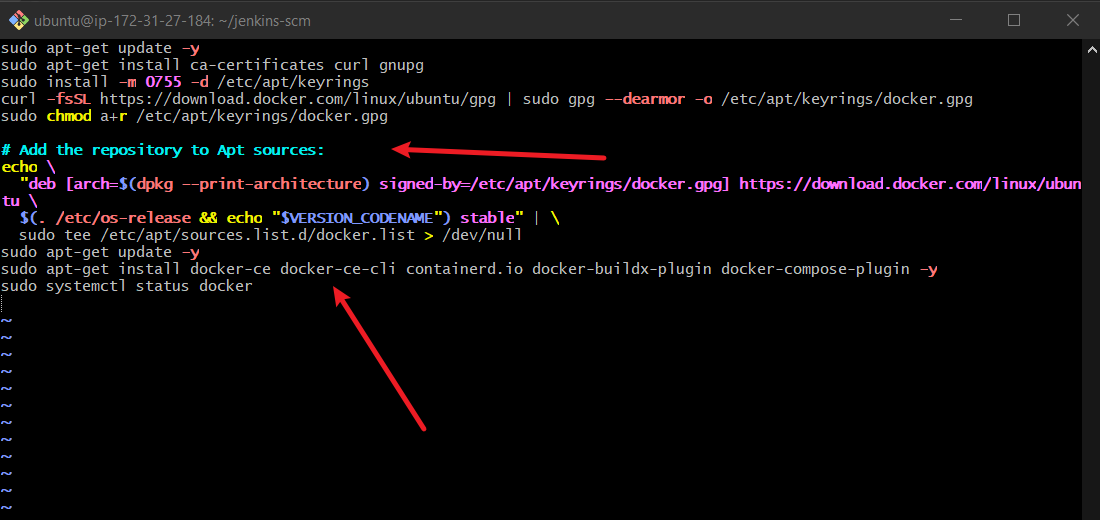 ubuntu@ip-172-31-27-184: ~/jenkins-scm
sudo apt-get update -y
sudo apt-get install ca-certificates curl gnupg
sudo install -m 0755 -d /etc/apt/keyrings
curl -fsSL https://download.docker.com/linux/ubuntu/gpg | sudo gpg --dearmor -o /etc/apt/keyrings/docker.gpg
sudo chmod a+r /etc/apt/keyrings/docker.gpg
# Add the repository to Apt sources:
echo \
"deb [arch=$(dpkg --print-architecture) signed-by=/etc/apt/keyrings/docker.gpg] https://download.docker.com/linux/ubun
tu \
$(. /etc/os-release && echo "$VERSION_CODENAME") stable" | \
sudo tee /etc/apt/sources.list.d/docker.list > /dev/null
sudo apt-get update -y
sudo apt-get install docker-ce docker-ce-cli containerd.io docker-buildx-plugin docker-compose-plugin -y
sudo systemctl status docker
~
~
~
~
~
~
~
~
~
~
~
~